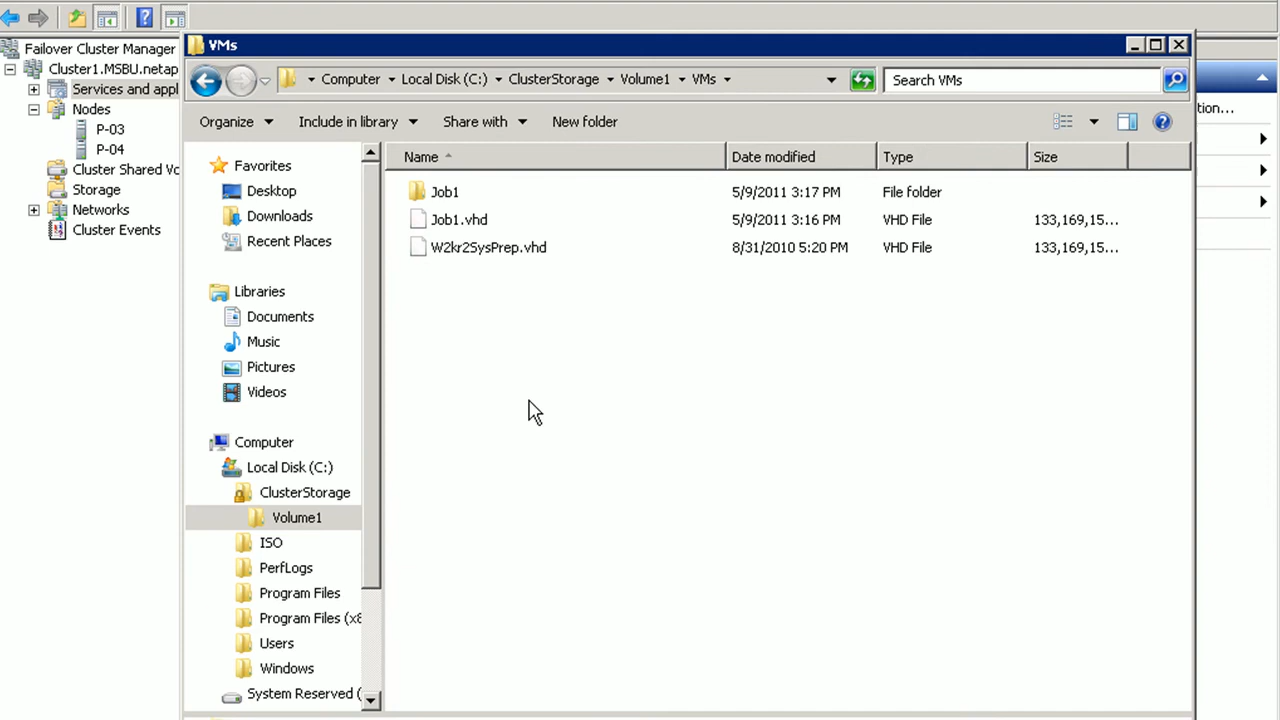 Failover Cluster Manager
Cluster1.MSBU.netap
Services and appl
Nodes
P-03
P-04
Cluster Shared Vo
Storage
Networks
Cluster Events
VMs
Computer
Local Disk (C:)
ClusterStorage
Volume1
VMs
Search VMs
Organize
Include in library
Share with
New folder
Name
Date modified
Type
Size
Job1 5/9/2011 3:17 PM File folder
Job1.vhd 5/9/2011 3:16 PM VHD File 133,169,15...
W2kr2SysPrep.vhd 8/31/2010 5:20 PM VHD File 133,169,15...
Favorites
Desktop
Downloads
Recent Places
Libraries
Documents
Music
Pictures
Videos
Computer
Local Disk (C:)
ClusterStorage
Volume1
ISO
PerfLogs
Program Files
Program Files (x8
Users
Windows
System Reserved (
tion...